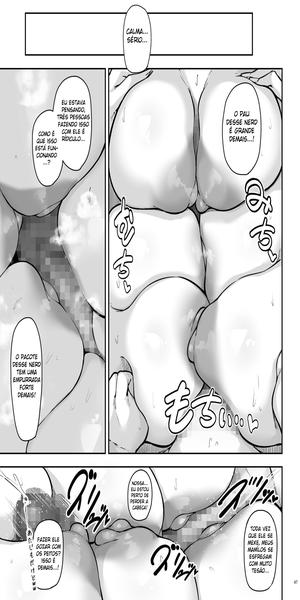 CALMA...
SÉRIO...
O PAU
DESSE NERD
É GRANDE
DEMAIS...!
EU ESTAVA
PENSANDO,
TRÊS PESSOAS
FAZENDO ISSO
COM ELE É
RIDÍCULO...
COMO É
QUE ISSO
ESTÁ FUN-
CIONANDO
...?
O PACOTE
DESSE NERD
TEM UMA
EMPURRADA
FORTE
DEMAIS!
TODA VEZ
QUE ELE SE
MEXE, MEUS
MAMILOS
SE ESFREGAM
COM MUITO
TESÃO...
NOSSA...
EU ESTOU
PERTO DE
PERDER A
CABEÇA!
FAZER ELE
GOZAR COM
OS PEITOS?
ISSO
É DEMAIS...!